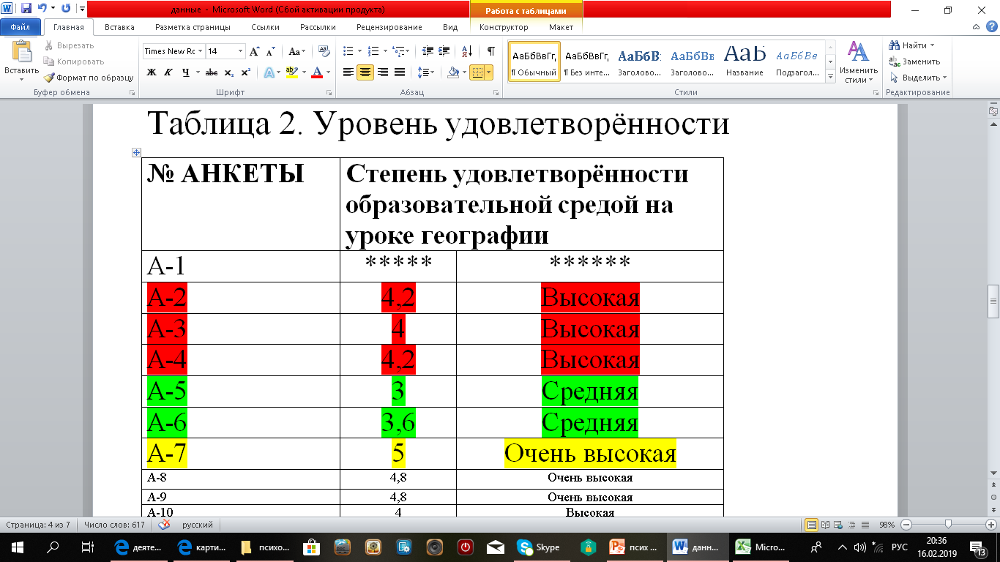 данные - Microsoft Word (Сбой активации продукта)
Работа с таблицами
Файл Главная Вставка Разметка страницы Ссылки Рассылки Рецензирование Вид Конструктор Макет
Вставить
Вырезать
Копировать
Формат по образцу
Буфер обмена
Times New Rc 14
Ж К Ч abc x₂ x²
Шрифт
Абзац
АаБбВвГг, АаБбВвГг, АаБбВ: АаБбВв АаБ АаБбВв
¶ Обычный ¶ Без инте... Заголово... Заголово... Название Подзагол...
Стили
Изменить
стили
Найти
Заменить
Выделить
Редактирование
Таблица 2. Уровень удовлетворённости
№ АНКЕТЫ
Степень удовлетворённости
образовательной средой на
уроке географии
А-1 ***** ******
А-2 4,2 Высокая
А-3 4 Высокая
А-4 4,2 Высокая
А-5 3 Средняя
А-6 3,6 Средняя
А-7 5 Очень высокая
А-8 4,8 Очень высокая
А-9 4,8 Очень высокая
А-10 4 Высокая
Страница: 4 из 7 Число слов: 617 русский 98%
деяте... карти... психо... Skype псих ... данн... Micro... РУС 20:36
16.02.2019 13